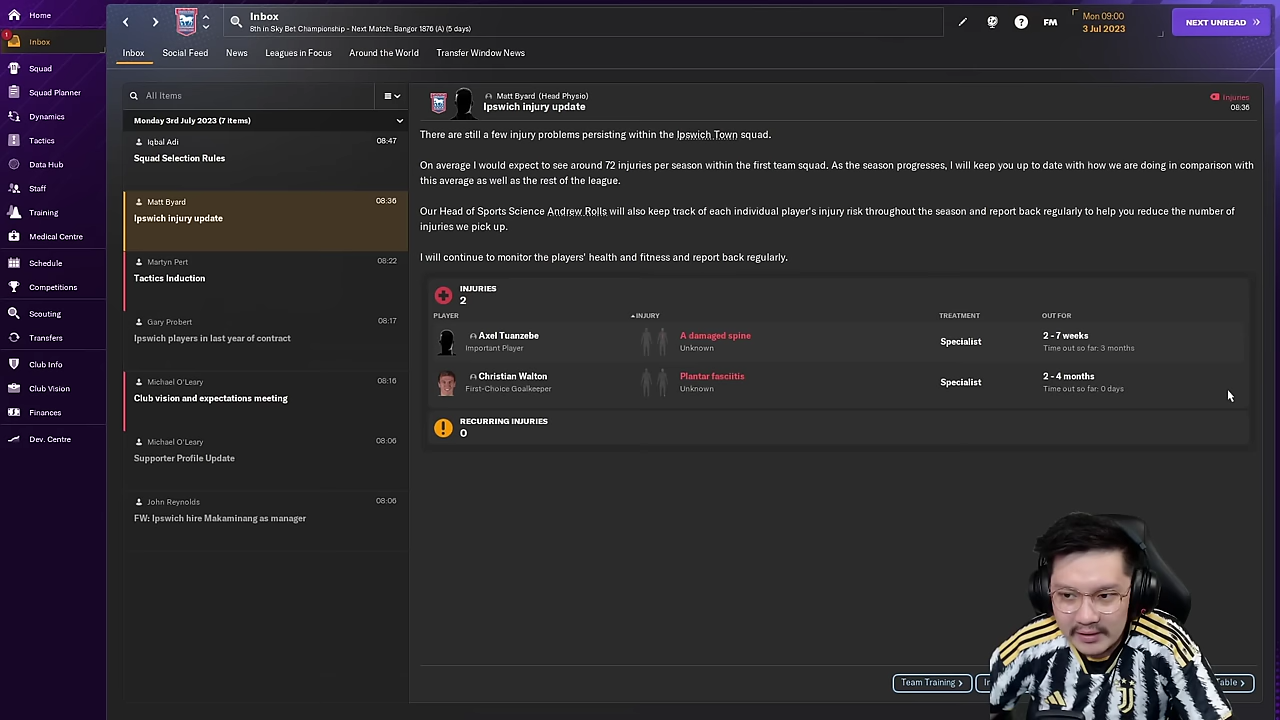 Home
1
Inbox
Squad
Squad Planner
Dynamics
Tactics
Data Hub
Staff
Training
Medical Centre
Schedule
Competitions
Scouting
Transfers
Club Info
Club Vision
Finances
Dev. Centre
Inbox
8th in Sky Bet Championship - Next Match: Bangor 1876 (A) (5 days)
?
FM
Mon 09:00
3 Jul 2023
NEXT UNREAD
Inbox Social Feed News Leagues in Focus Around the World Transfer Window News
All Items
Monday 3rd July 2023 (7 items)
Iqbal Adi 08:47
Squad Selection Rules
Matt Byard 08:36
Ipswich injury update
Martyn Pert 08:22
Tactics Induction
Gary Probert 08:17
Ipswich players in last year of contract
Michael O'Leary 08:16
Club vision and expectations meeting
Michael O'Leary 08:06
Supporter Profile Update
John Reynolds 08:06
FW: Ipswich hire Makaminang as manager
Matt Byard (Head Physio)
Ipswich injury update
Injuries
08:36
There are still a few injury problems persisting within the Ipswich Town squad.
On average I would expect to see around 72 injuries per season within the first team squad. As the season progresses, I will keep you up to date with how we are doing in comparison with
this average as well as the rest of the league.
Our Head of Sports Science Andrew Rolls will also keep track of each individual player's injury risk throughout the season and report back regularly to help you reduce the number of
injuries we pick up.
I will continue to monitor the players' health and fitness and report back regularly.
INJURIES
2
PLAYER INJURY TREATMENT OUT FOR
Axel Tuanzebe A damaged spine Specialist 2 - 7 weeks
Important Player Unknown Time out so far: 3 months
Christian Walton Plantar fasciitis Specialist 2 - 4 months
First-Choice Goalkeeper Unknown Time out so far: 0 days
RECURRING INJURIES
0
Team Training
Table